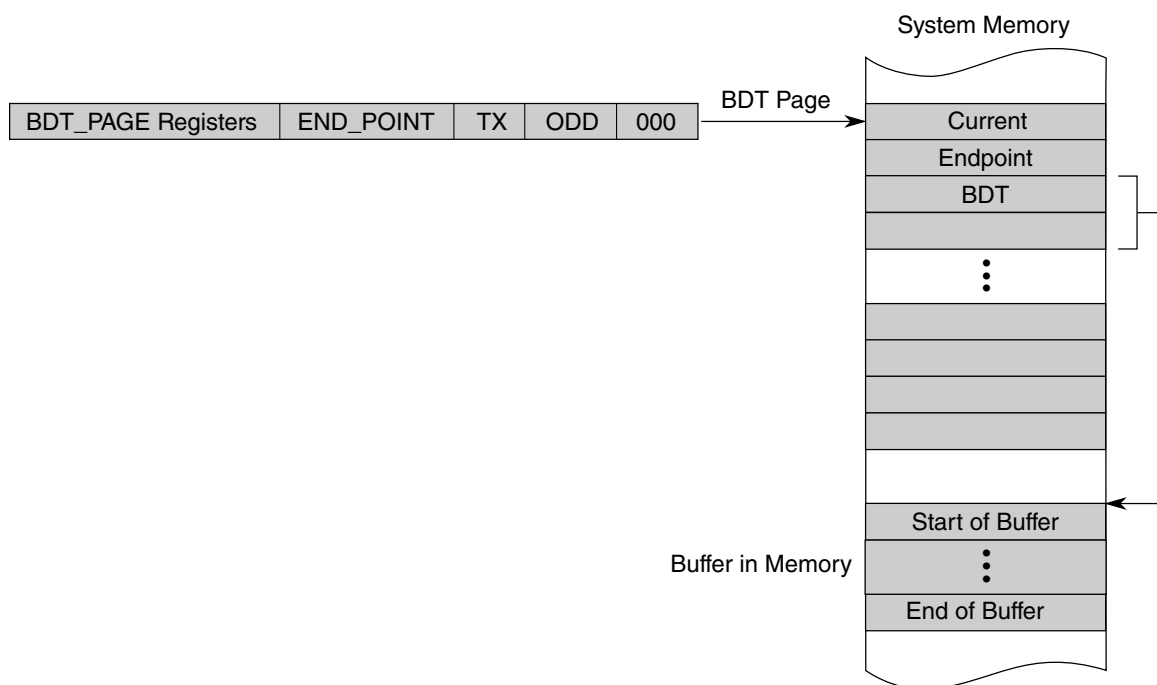 System Memory
BDT_PAGE Registers END_POINT TX ODD 000
BDT Page
Current
Endpoint
BDT
Start of Buffer
Buffer in Memory
End of Buffer